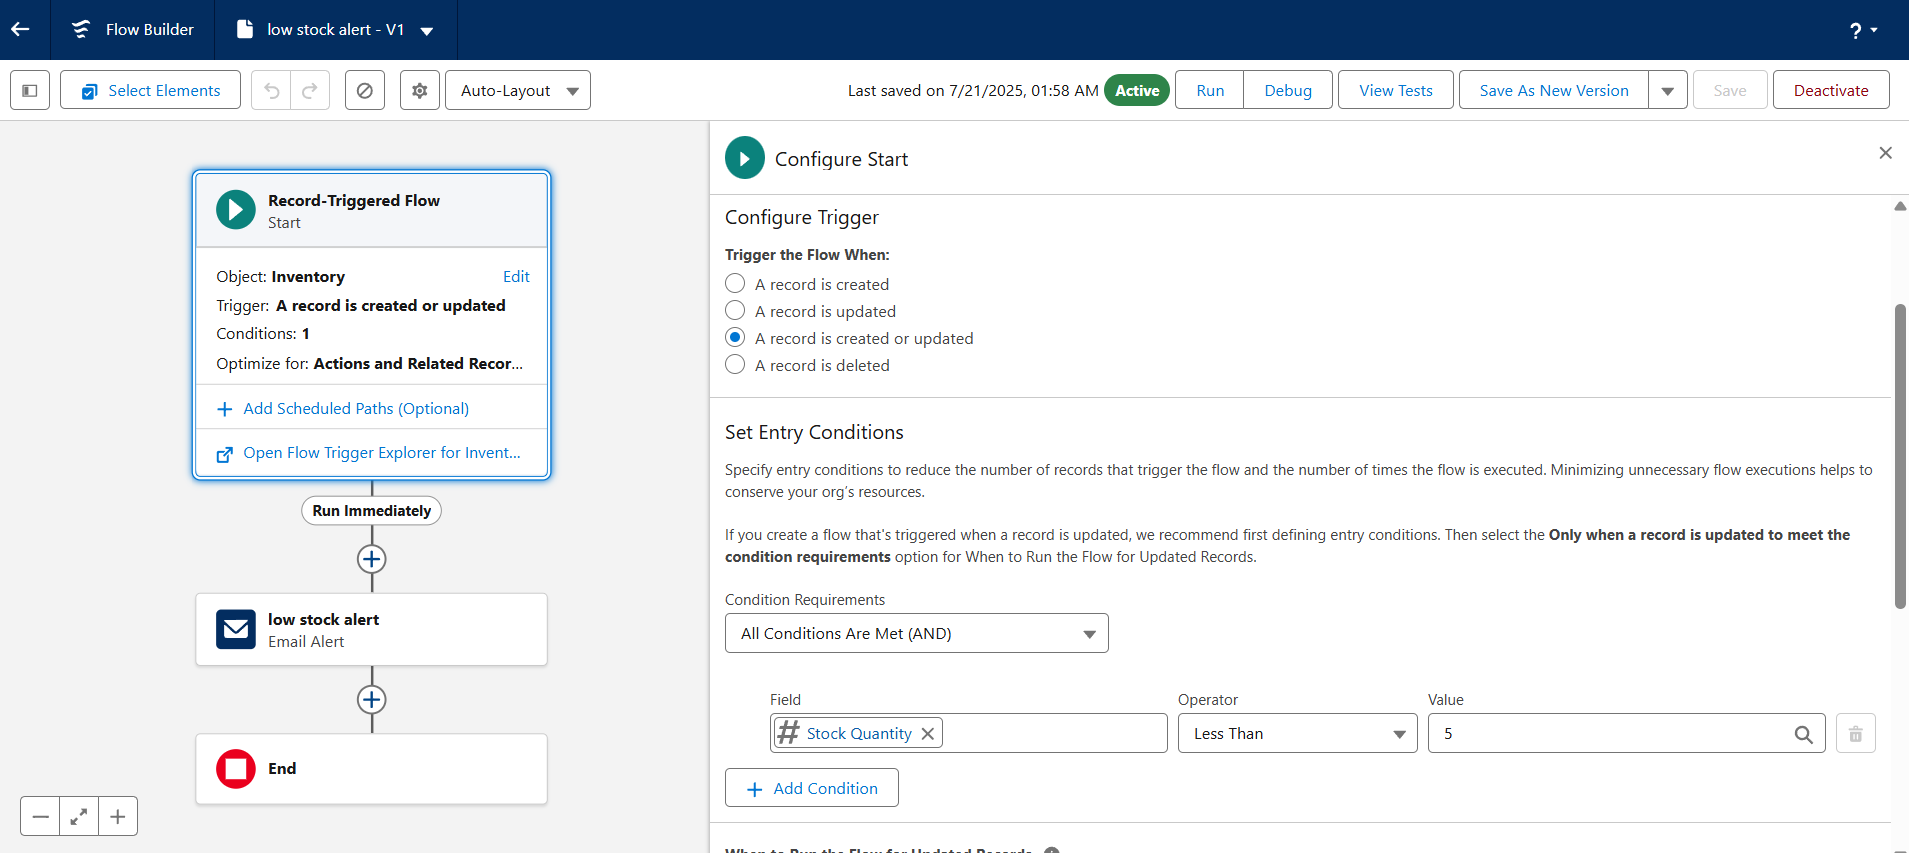 Flow Builder
low stock alert - V1
?
Select Elements
Auto-Layout
Last saved on 7/21/2025, 01:58 AM
Active
Run
Debug
View Tests
Save As New Version
Save
Deactivate
Record-Triggered Flow
Start
Object: Inventory
Edit
Trigger: A record is created or updated
Conditions: 1
Optimize for: Actions and Related Recor...
Add Scheduled Paths (Optional)
Open Flow Trigger Explorer for Invent...
Run Immediately
low stock alert
Email Alert
End
Configure Start
Configure Trigger
Trigger the Flow When:
A record is created
A record is updated
A record is created or updated
A record is deleted
Set Entry Conditions
Specify entry conditions to reduce the number of records that trigger the flow and the number of times the flow is executed. Minimizing unnecessary flow executions helps to
conserve your org's resources.
If you create a flow that's triggered when a record is updated, we recommend first defining entry conditions. Then select the Only when a record is updated to meet the
condition requirements option for When to Run the Flow for Updated Records.
Condition Requirements
All Conditions Are Met (AND)
Field
Operator
Value
Stock Quantity
Less Than
5
Add Condition
When to Run the Flow for Updated Records